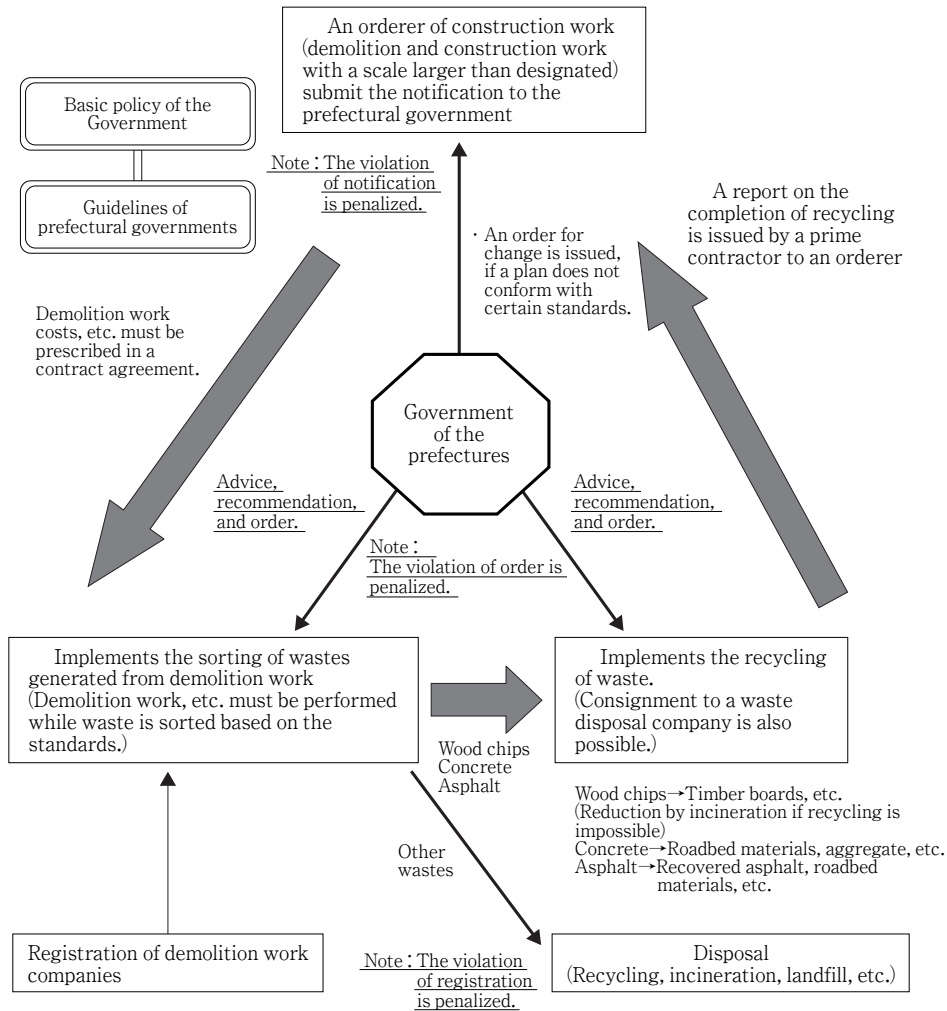 An orderer of construction work
(demolition and construction work
with a scale larger than designated)
submit the notification to the
prefectural government
Basic policy of the
Government
Guidelines of
prefectural governments
Note：The violation
of notification
is penalized.
A report on the
completion of recycling
is issued by a prime
contractor to an orderer
・An order for
change is issued,
if a plan does not
conform with
certain standards.
Demolition work
costs, etc. must be
prescribed in a
contract agreement.
Government
of the
prefectures
Advice,
recommendation,
and order.
Advice,
recommendation,
and order.
Note：
The violation of order is
penalized.
Implements the sorting of wastes
generated from demolition work
(Demolition work, etc. must be performed
while waste is sorted based on the
standards.)
Implements the recycling
of waste.
(Consignment to a waste
disposal company is also
possible.)
Wood chips
Concrete
Asphalt
Wood chips→Timber boards, etc.
(Reduction by incineration if recycling is
impossible)
Concrete→Roadbed materials, aggregate, etc.
Asphalt→Recovered asphalt, roadbed
materials, etc.
Other
wastes
Registration of demolition work
companies
Note：The violation
of registration
is penalized.
Disposal
(Recycling, incineration, landfill, etc.)